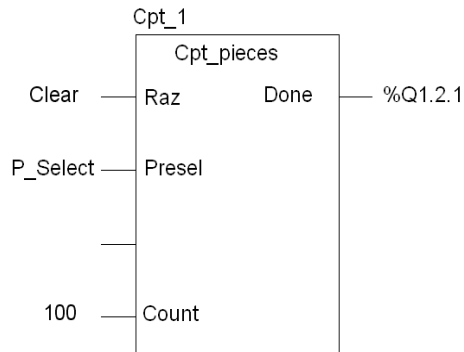 Cpt_1
Cpt_pieces
Clear Raz Done %Q1.2.1
P_Select Presel
100 Count